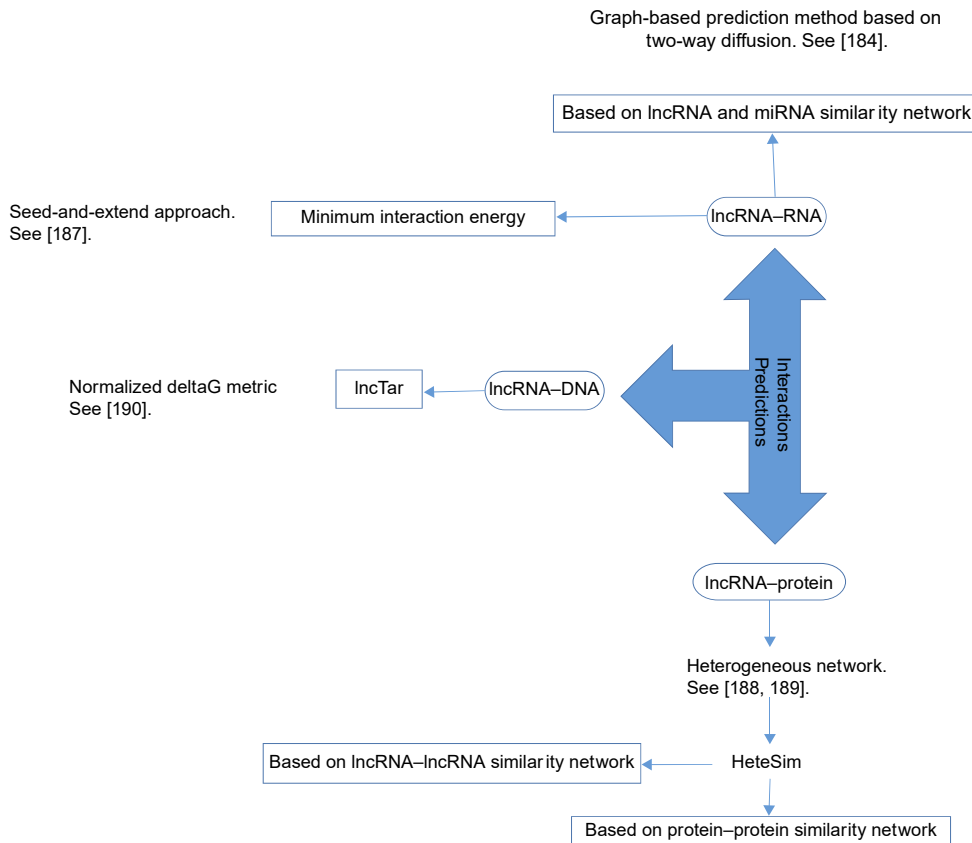 Graph-based prediction method based on
two-way diffusion. See [184].
Based on lncRNA and miRNA similarity network
Seed-and-extend approach.
See [187].
Minimum interaction energy
lncRNA–RNA
Normalized deltaG metric
See [190].
lncTar
lncRNA–DNA
Interactions
Predictions
lncRNA–protein
Heterogeneous network.
See [188, 189].
Based on lncRNA–lncRNA similarity network
HeteSim
Based on protein–protein similarity network